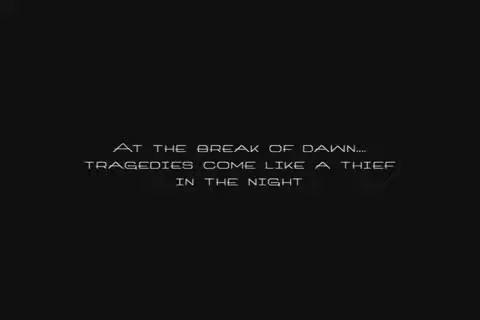 At the break of dawn....
tragedies come like a thief
in the night